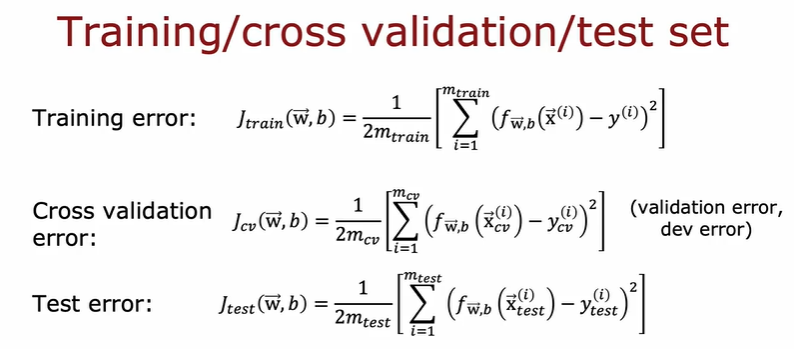 Training/cross validation/test set
Training error: J_{train}(\vec{w}, b) = \frac{1}{2m_{train}} \left[ \sum_{i=1}^{m_{train}} \left( f_{\vec{w},b}(\vec{x}^{(i)}) - y^{(i)} \right)^2 \right]
Cross validation error: J_{cv}(\vec{w}, b) = \frac{1}{2m_{cv}} \left[ \sum_{i=1}^{m_{cv}} \left( f_{\vec{w},b} \left( \vec{x}_{cv}^{(i)} \right) - y_{cv}^{(i)} \right)^2 \right] (validation error, dev error)
Test error: J_{test}(\vec{w}, b) = \frac{1}{2m_{test}} \left[ \sum_{i=1}^{m_{test}} \left( f_{\vec{w},b} \left( \vec{x}_{test}^{(i)} \right) - y_{test}^{(i)} \right)^2 \right]